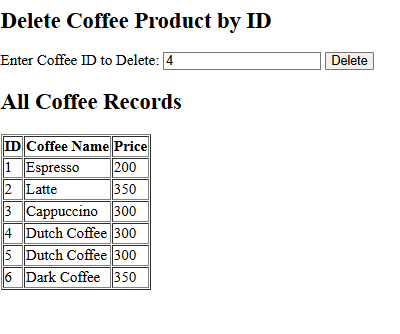 Delete Coffee Product by ID
Enter Coffee ID to Delete: 4 Delete
All Coffee Records
ID Coffee Name Price
1 Espresso 200
2 Latte 350
3 Cappuccino 300
4 Dutch Coffee 300
5 Dutch Coffee 300
6 Dark Coffee 350